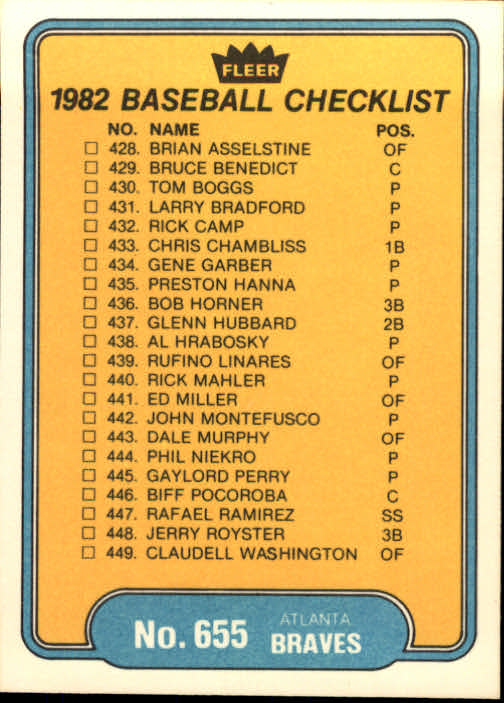 FLEER
1982 BASEBALL CHECKLIST
NO. NAME POS.
428. BRIAN ASSELSTINE OF
429. BRUCE BENEDICT C
430. TOM BOGGS P
431. LARRY BRADFORD P
432. RICK CAMP P
433. CHRIS CHAMBLISS 1B
434. GENE GARBER P
435. PRESTON HANNA P
436. BOB HORNER 3B
437. GLENN HUBBARD 2B
438. AL HRABOSKY P
439. RUFINO LINARES OF
440. RICK MAHLER P
441. ED MILLER OF
442. JOHN MONTEFUSCO P
443. DALE MURPHY OF
444. PHIL NIEKRO P
445. GAYLORD PERRY P
446. BIFF POCOROBA C
447. RAFAEL RAMIREZ SS
448. JERRY ROYSTER 3B
449. CLAUDELL WASHINGTON OF
No. 655 ATLANTA
BRAVES